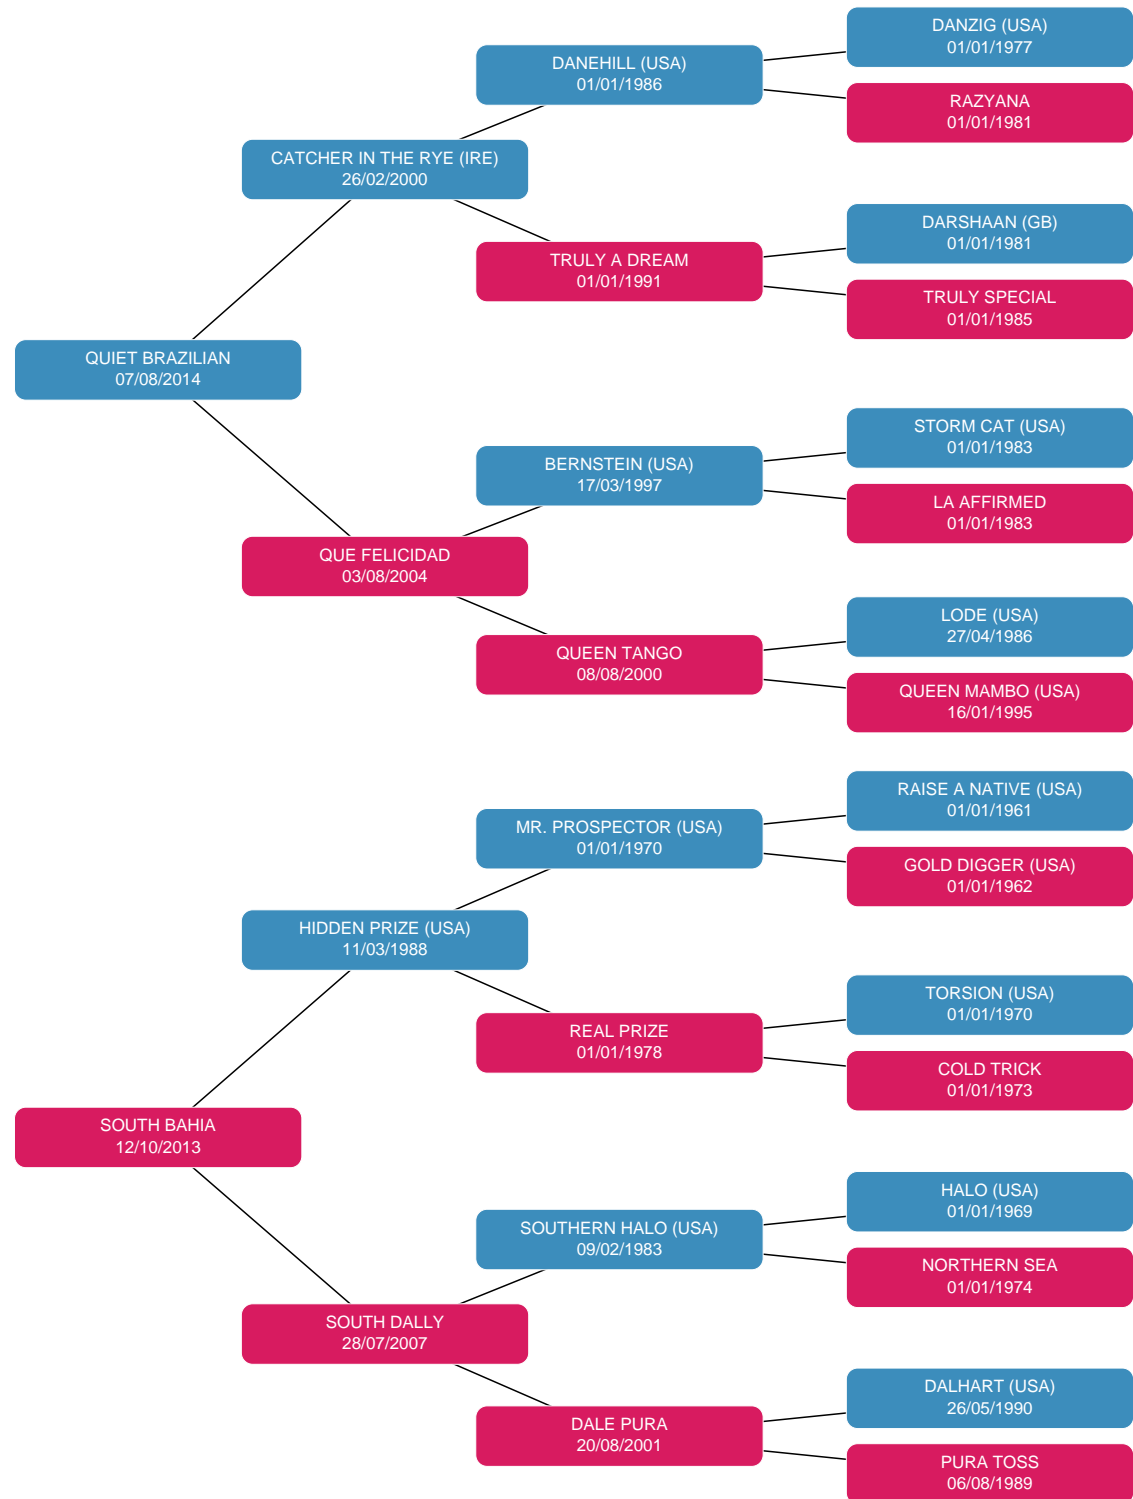 DANZIG (USA)
01/01/1977
DANEHILL (USA)
01/01/1986
RAZYANA
01/01/1981
CATCHER IN THE RYE (IRE)
26/02/2000
DARSHAAN (GB)
01/01/1981
TRULY A DREAM
01/01/1991
TRULY SPECIAL
01/01/1985
QUIET BRAZILIAN
07/08/2014
STORM CAT (USA)
01/01/1983
BERNSTEIN (USA)
17/03/1997
LA AFFIRMED
01/01/1983
QUE FELICIDAD
03/08/2004
LODE (USA)
27/04/1986
QUEEN TANGO
08/08/2000
QUEEN MAMBO (USA)
16/01/1995
RAISE A NATIVE (USA)
01/01/1961
MR. PROSPECTOR (USA)
01/01/1970
GOLD DIGGER (USA)
01/01/1962
HIDDEN PRIZE (USA)
11/03/1988
TORSION (USA)
01/01/1970
REAL PRIZE
01/01/1978
COLD TRICK
01/01/1973
SOUTH BAHIA
12/10/2013
HALO (USA)
01/01/1969
SOUTHERN HALO (USA)
09/02/1983
NORTHERN SEA
01/01/1974
SOUTH DALLY
28/07/2007
DALHART (USA)
26/05/1990
DALE PURA
20/08/2001
PURA TOSS
06/08/1989